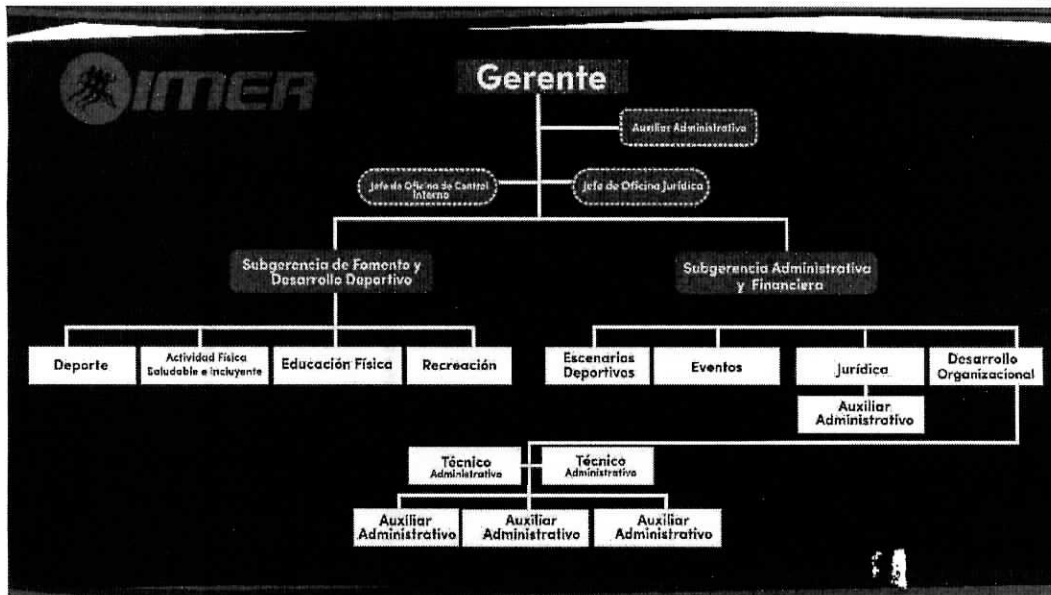 IMER
Gerente
Auxiliar Administrativo
Jefe de Oficina de Control
Interno
Jefe de Oficina Jurídica
Subgerencia de Fomento y
Desarrollo Deportivo
Subgerencia Administrativa
y Financiera
Deporte
Actividad Física
Saludable e Incluyente
Educación Física
Recreación
Escenarios
Deportivos
Eventos
Jurídica
Desarrollo
Organizacional
Auxiliar
Administrativo
Técnico
Administrativo
Técnico
Administrativo
Auxiliar
Administrativo
Auxiliar
Administrativo
Auxiliar
Administrativo